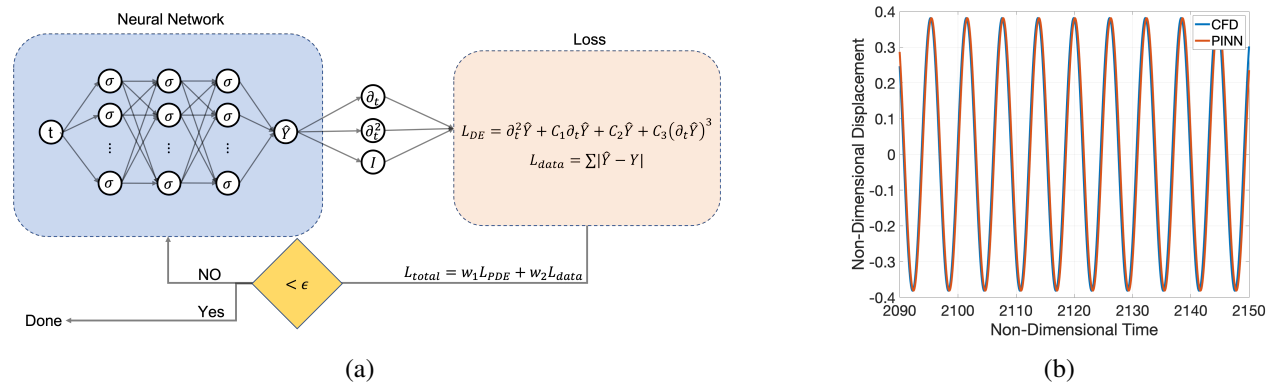 Neural Network
Loss
t
σ σ σ
σ σ σ
⋮ ⋮ ⋮
σ σ σ
Ŷ
∂ₜ
∂ₜ²
I
L_DE = ∂ₜ²Ŷ + C₁∂ₜŶ + C₂Ŷ + C₃(∂ₜŶ)³
L_data = ∑|Ŷ − Y|
NO
< ϵ
L_total = w₁L_PDE + w₂L_data
Yes
Done
(a)
0.4
0.3
0.2
0.1
0
-0.1
-0.2
-0.3
-0.4
Non-Dimensional Displacement
CFD
PINN
2090 2100 2110 2120 2130 2140 2150
Non-Dimensional Time
(b)